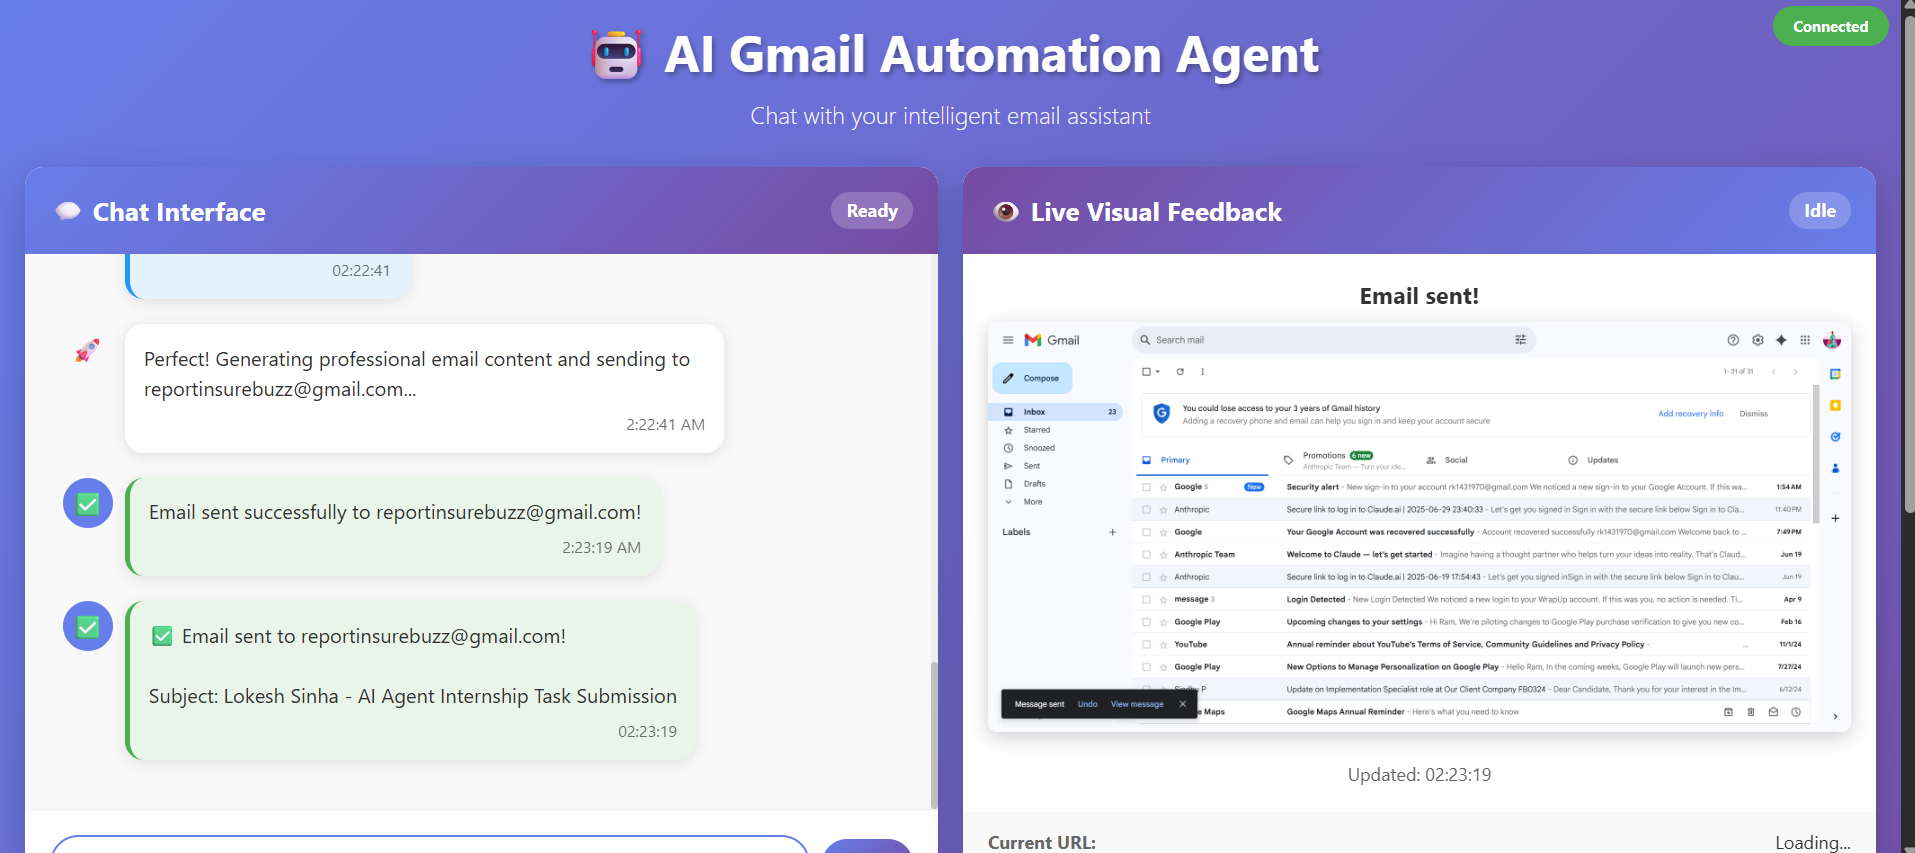 AI Gmail Automation Agent
Connected
Chat with your intelligent email assistant
Chat Interface
Ready
02:22:41
Perfect! Generating professional email content and sending to
reportinsurebuzz@gmail.com...
2:22:41 AM
Email sent successfully to reportinsurebuzz@gmail.com!
2:23:19 AM
Email sent to reportinsurebuzz@gmail.com!
Subject: Lokesh Sinha - AI Agent Internship Task Submission
02:23:19
Live Visual Feedback
Idle
Email sent!
Gmail
Search mail
Compose
1–31 of 31
Inbox 23
Starred
Snoozed
Sent
Drafts
More
Labels
You could lose access to your 3 years of Gmail history
Adding a recovery phone and email can help you sign in and keep your account secure
Add recovery info Dismiss
Primary
Promotions 6 new
Anthropic Team — Turn your ide...
Social
Updates
Google 5 New Security alert - New sign-in to your account rk1431970@gmail.com We noticed a new sign-in to your Google Account. If this wa... 1:54 AM
Anthropic Secure link to log in to Claude.ai | 2025-06-29 23:40:33 - Let's get you signed in Sign in with the secure link below Sign in to Cla... 11:40 PM
Google Your Google Account was recovered successfully - Account recovered successfully rk1431970@gmail.com Welcome back to ... 7:49 PM
Anthropic Team Welcome to Claude — let's get started - Imagine having a thought partner who helps turn your ideas into reality. That's Claud... Jun 19
Anthropic Secure link to log in to Claude.ai | 2025-06-19 17:54:43 - Let's get you signed inSign in with the secure link below Sign in to Clau... Jun 19
message 3 Login Detected - New Login Detected We noticed a new login to your WrapUp account. If this was you, no action is needed. Ti... Apr 9
Google Play Upcoming changes to your settings - Hi Ram, We're piloting changes to Google Play purchase verification to give you new co... Feb 16
YouTube Annual reminder about YouTube's Terms of Service, Community Guidelines and Privacy Policy - ... 11/1/24
Google Play New Options to Manage Personalization on Google Play - Hello Ram, In the coming weeks, Google Play will launch new pers... 7/27/24
P Update on Implementation Specialist role at Our Client Company FBO324 - Dear Candidate, Thank you for your interest in the Im... 6/12/24
Maps Google Maps Annual Reminder - Here's what you need to know
Message sent Undo View message
Updated: 02:23:19
Current URL:
Loading...